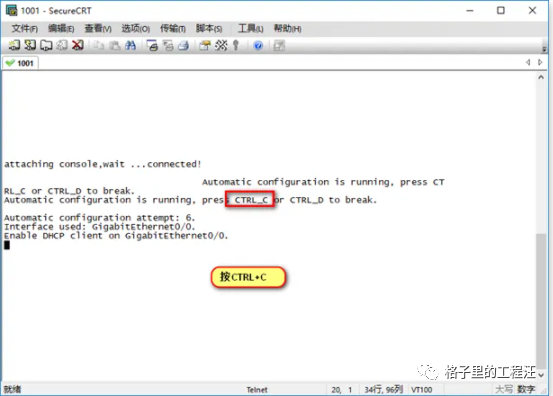 1001 - SecureCRT
文件(F) 编辑(E) 查看(V) 选项(O) 传输(T) 脚本(S) 工具(L) 帮助(H)
1001
attaching console,wait ...connected!
Automatic configuration is running, press CT
RL_C or CTRL_D to break.
Automatic configuration is running, press CTRL_C or CTRL_D to break.
Automatic configuration attempt: 6.
Interface used: GigabitEthernet0/0.
Enable DHCP client on GigabitEthernet0/0.
按CTRL+C
格子里的工程汪
就绪 Telnet 20, 1 34行, 96列 VT100 大写 数字